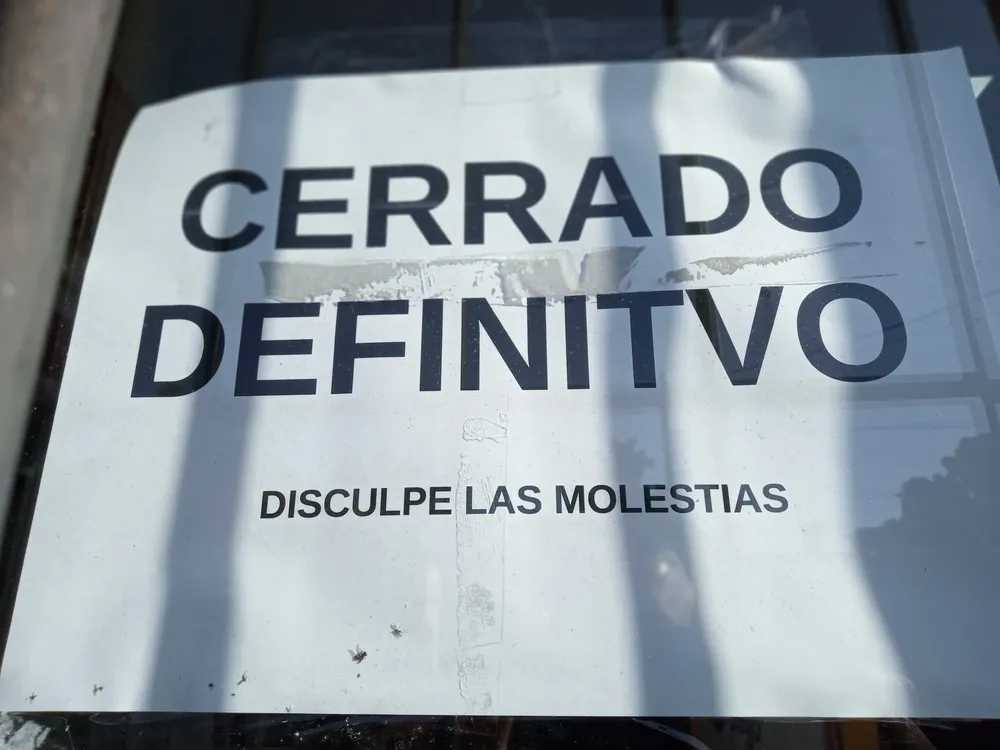 CERRADO
DEFINITVO
DISCULPE LAS MOLESTIAS